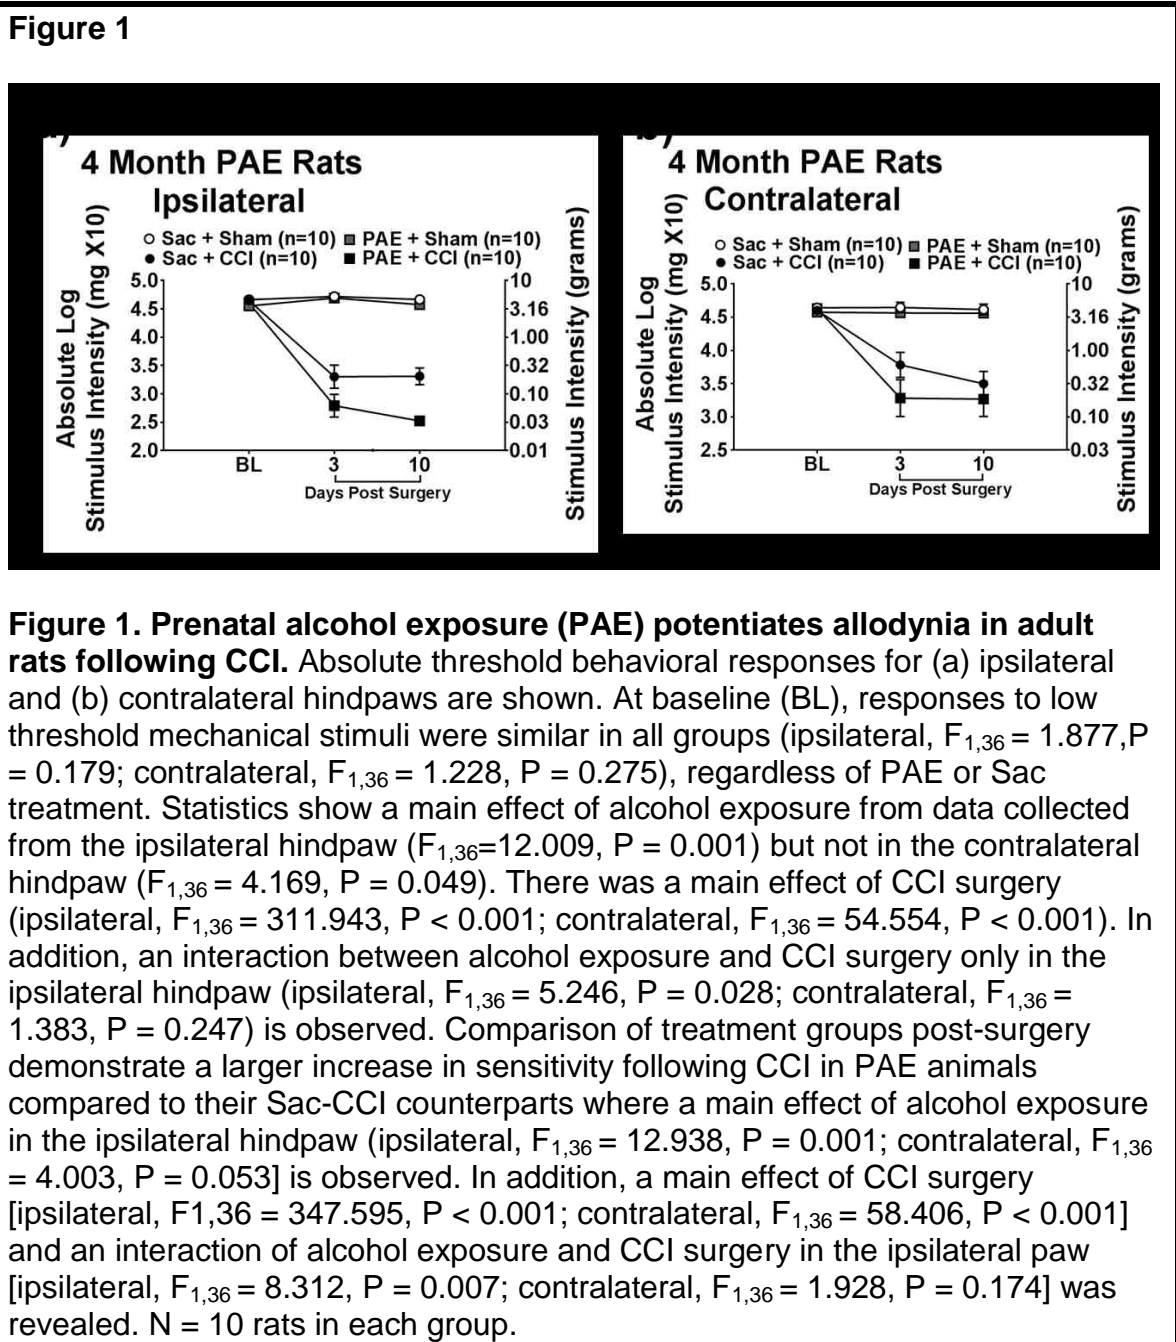 Figure 1
4 Month PAE Rats
Ipsilateral
Sac + Sham (n=10) PAE + Sham (n=10)
Sac + CCI (n=10) PAE + CCI (n=10)
Absolute Log
Stimulus Intensity (mg X10)
5.0
4.5
4.0
3.5
3.0
2.5
2.0
10
3.16
1.00
0.32
0.10
0.03
0.01
Stimulus Intensity (grams)
BL 3 10
Days Post Surgery
b)
4 Month PAE Rats
Contralateral
Sac + Sham (n=10) PAE + Sham (n=10)
Sac + CCI (n=10) PAE + CCI (n=10)
Absolute Log
Stimulus Intensity (mg X10)
5.0
4.5
4.0
3.5
3.0
2.5
10
3.16
1.00
0.32
0.10
0.03
Stimulus Intensity (grams)
BL 3 10
Days Post Surgery
Figure 1. Prenatal alcohol exposure (PAE) potentiates allodynia in adult
rats following CCI. Absolute threshold behavioral responses for (a) ipsilateral
and (b) contralateral hindpaws are shown. At baseline (BL), responses to low
threshold mechanical stimuli were similar in all groups (ipsilateral, F1,36 = 1.877,P
= 0.179; contralateral, F1,36 = 1.228, P = 0.275), regardless of PAE or Sac
treatment. Statistics show a main effect of alcohol exposure from data collected
from the ipsilateral hindpaw (F1,36=12.009, P = 0.001) but not in the contralateral
hindpaw (F1,36 = 4.169, P = 0.049). There was a main effect of CCI surgery
(ipsilateral, F1,36 = 311.943, P < 0.001; contralateral, F1,36 = 54.554, P < 0.001). In
addition, an interaction between alcohol exposure and CCI surgery only in the
ipsilateral hindpaw (ipsilateral, F1,36 = 5.246, P = 0.028; contralateral, F1,36 =
1.383, P = 0.247) is observed. Comparison of treatment groups post-surgery
demonstrate a larger increase in sensitivity following CCI in PAE animals
compared to their Sac-CCI counterparts where a main effect of alcohol exposure
in the ipsilateral hindpaw (ipsilateral, F1,36 = 12.938, P = 0.001; contralateral, F1,36
= 4.003, P = 0.053] is observed. In addition, a main effect of CCI surgery
[ipsilateral, F1,36 = 347.595, P < 0.001; contralateral, F1,36 = 58.406, P < 0.001]
and an interaction of alcohol exposure and CCI surgery in the ipsilateral paw
[ipsilateral, F1,36 = 8.312, P = 0.007; contralateral, F1,36 = 1.928, P = 0.174] was
revealed. N = 10 rats in each group.